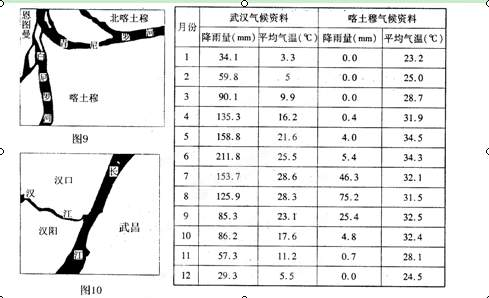 恩图曼
北喀土穆
青尼罗河
尼罗河
喀土穆
图9
长江
汉口
汉江
武昌
汉阳
图10
月份 武汉气候资料 喀土穆气候资料
降雨量(mm) 平均气温(℃) 降雨量(mm) 平均气温(℃)
1 34.1 3.3 0.0 23.2
2 59.8 5 0.0 25.0
3 90.1 9.9 0.0 28.7
4 135.3 16.2 0.4 31.9
5 158.8 21.6 4.0 34.5
6 211.8 25.5 5.4 34.3
7 153.7 28.6 46.3 32.1
8 125.9 28.3 75.2 31.5
9 85.3 23.1 25.4 32.5
10 86.2 17.6 4.8 32.4
11 57.3 11.2 0.7 28.1
12 29.3 5.5 0.0 24.5